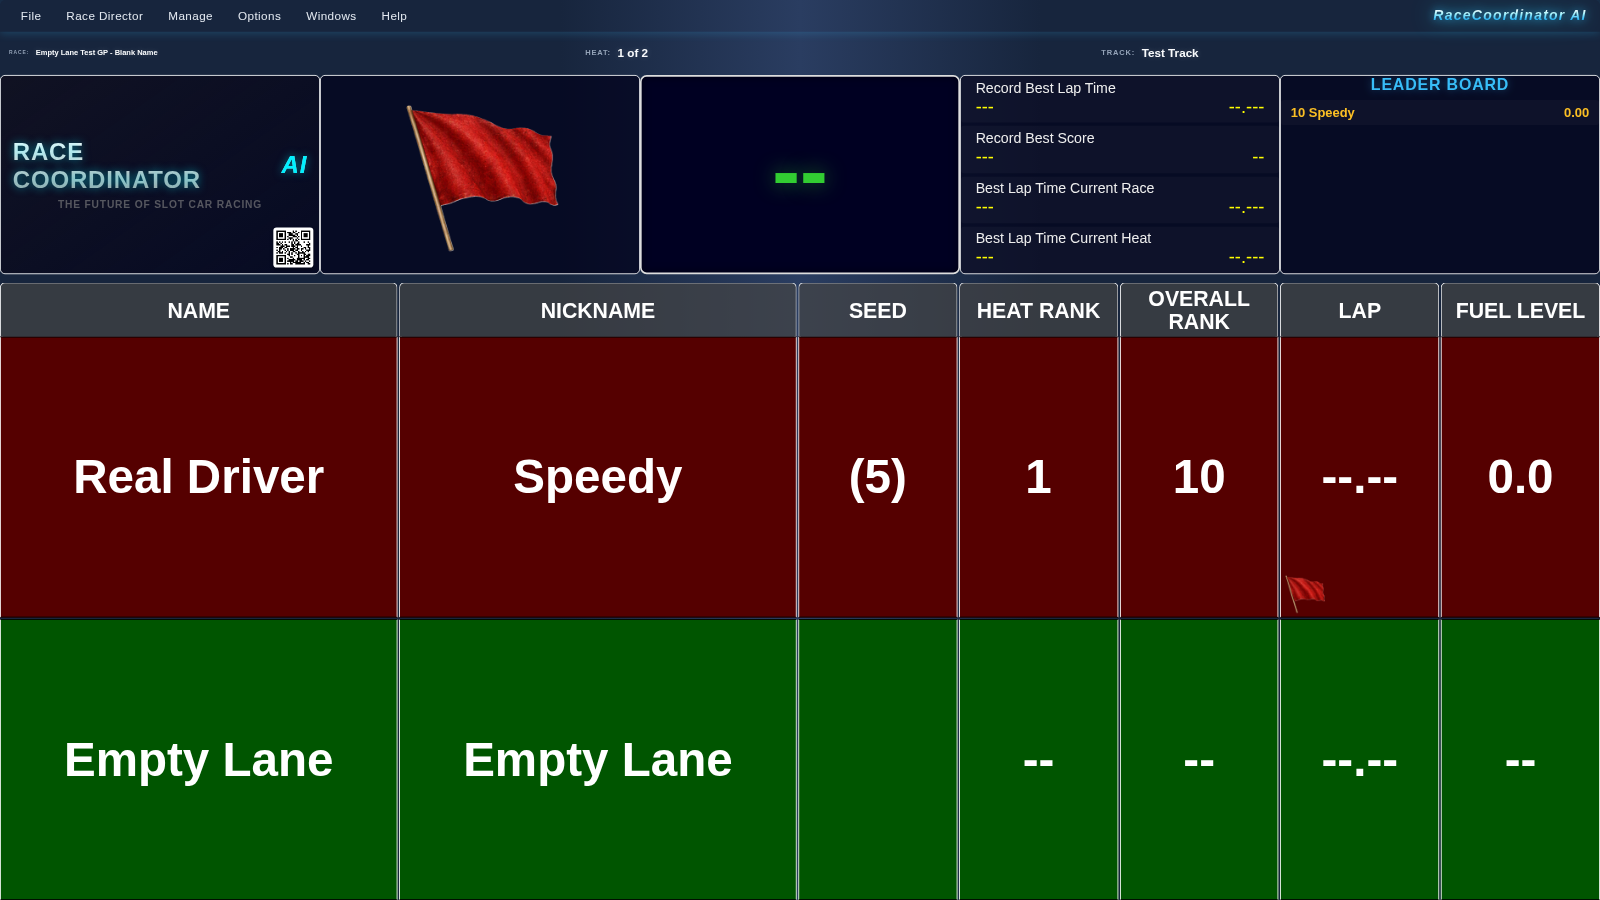 File Race Director Manage Options Windows Help RaceCoordinator AI
RACE: Empty Lane Test GP - Blank Name HEAT: 1 of 2 TRACK: Test Track
RACE
COORDINATOR
AI
THE FUTURE OF SLOT CAR RACING
--
Record Best Lap Time
--- --.---
Record Best Score
--- --
Best Lap Time Current Race
--- --.---
Best Lap Time Current Heat
--- --.---
LEADER BOARD
10 Speedy 0.00
NAME NICKNAME SEED HEAT RANK OVERALL RANK LAP FUEL LEVEL
Real Driver Speedy (5) 1 10 --.-- 0.0
Empty Lane Empty Lane -- -- --.-- --